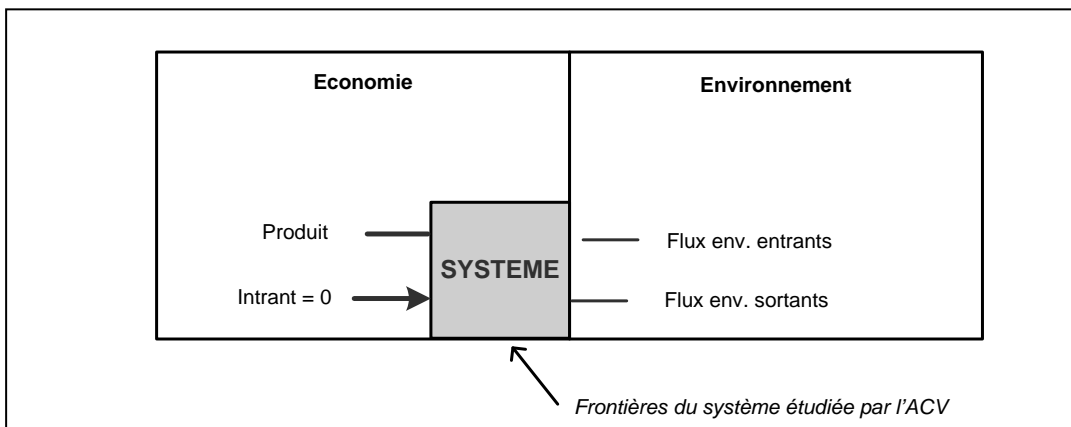 Economie
Environnement
Produit
Flux env. entrants
SYSTEME
Intrant = 0
Flux env. sortants
Frontières du système étudiée par l'ACV